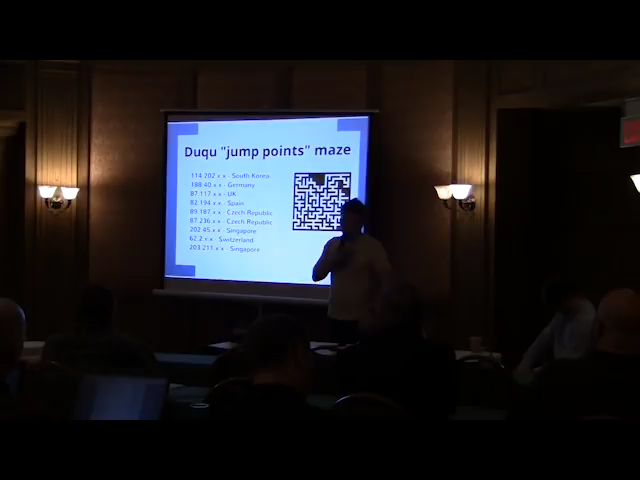 Duqu "jump points" maze
114.202.x.x - South Korea
188.40.x.x - Germany
87.117.x.x - UK
82.194.x.x - Spain
89.187.x.x - Czech Republic
87.236.x.x - Czech Republic
202.45.x.x - Singapore
62.2.x.x - Switzerland
203.211.x.x - Singapore